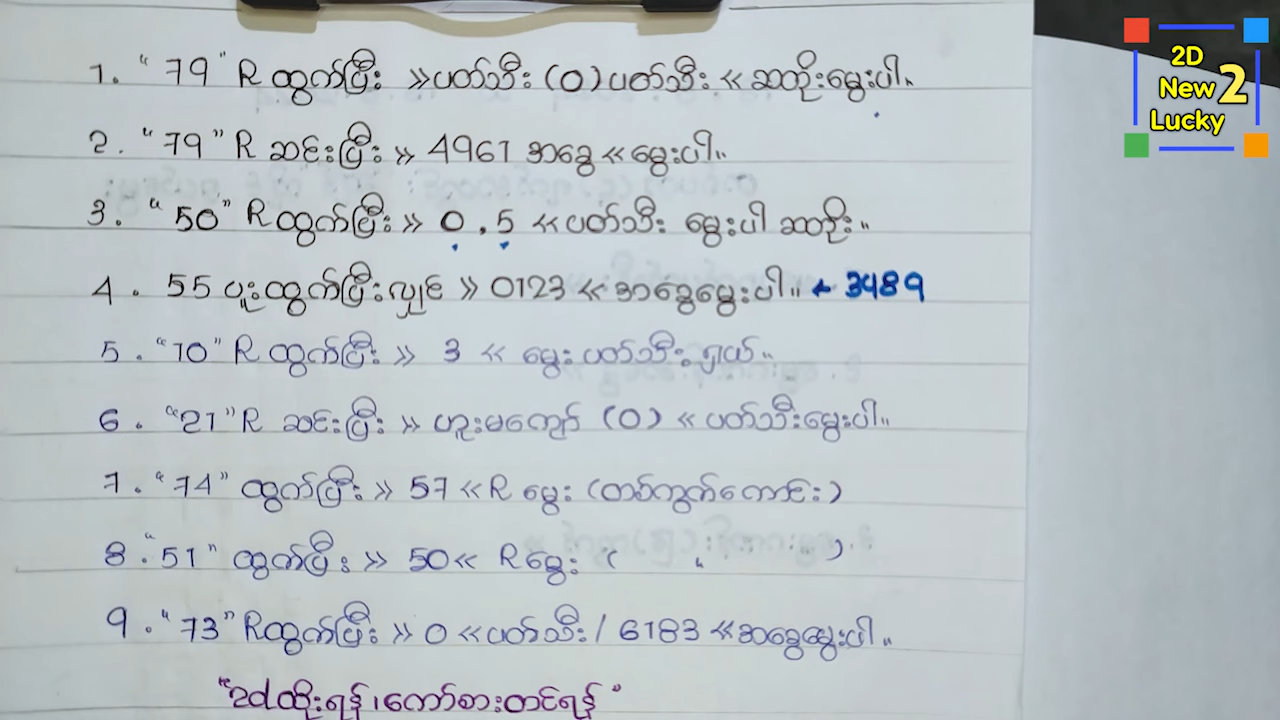 1. "79" R ထွက်ပြီး »ပတ်သီး (0) ပတ်သီး « ဆတိုးမွေးပါ။
2. "79" R ဆင်းပြီး » 4961 အခွေ « မွေးပါ။
3. "50" R ထွက်ပြီး » 0 . 5 « ပတ်သီး မွေးပါ ဆတိုး။
4. 55 ပူးထွက်ပြီးလျှင် » 0123 « အခွေမွေးပါ။ ← 3489
5. "10" R ထွက်ပြီး » 3 « မွေး ပတ်သီး ရှယ်။
6. "21" R ဆင်းပြီး » ဟူးမကျော် (0) « ပတ်သီးမွေးပါ။
7. "74" ထွက်ပြီး » 57 «R မွေး (တစ်ကွက်ကောင်း)
8. "51" ထွက်ပြီး » 50 « R မွေး ( " )
9. "73" R ထွက်ပြီး » 0 « ပတ်သီး / 6183 « အခွေမွေးပါ။
"2d ထိုးရန် ၊ ကော်စားတင်ရန်"
2D
New 2
Lucky